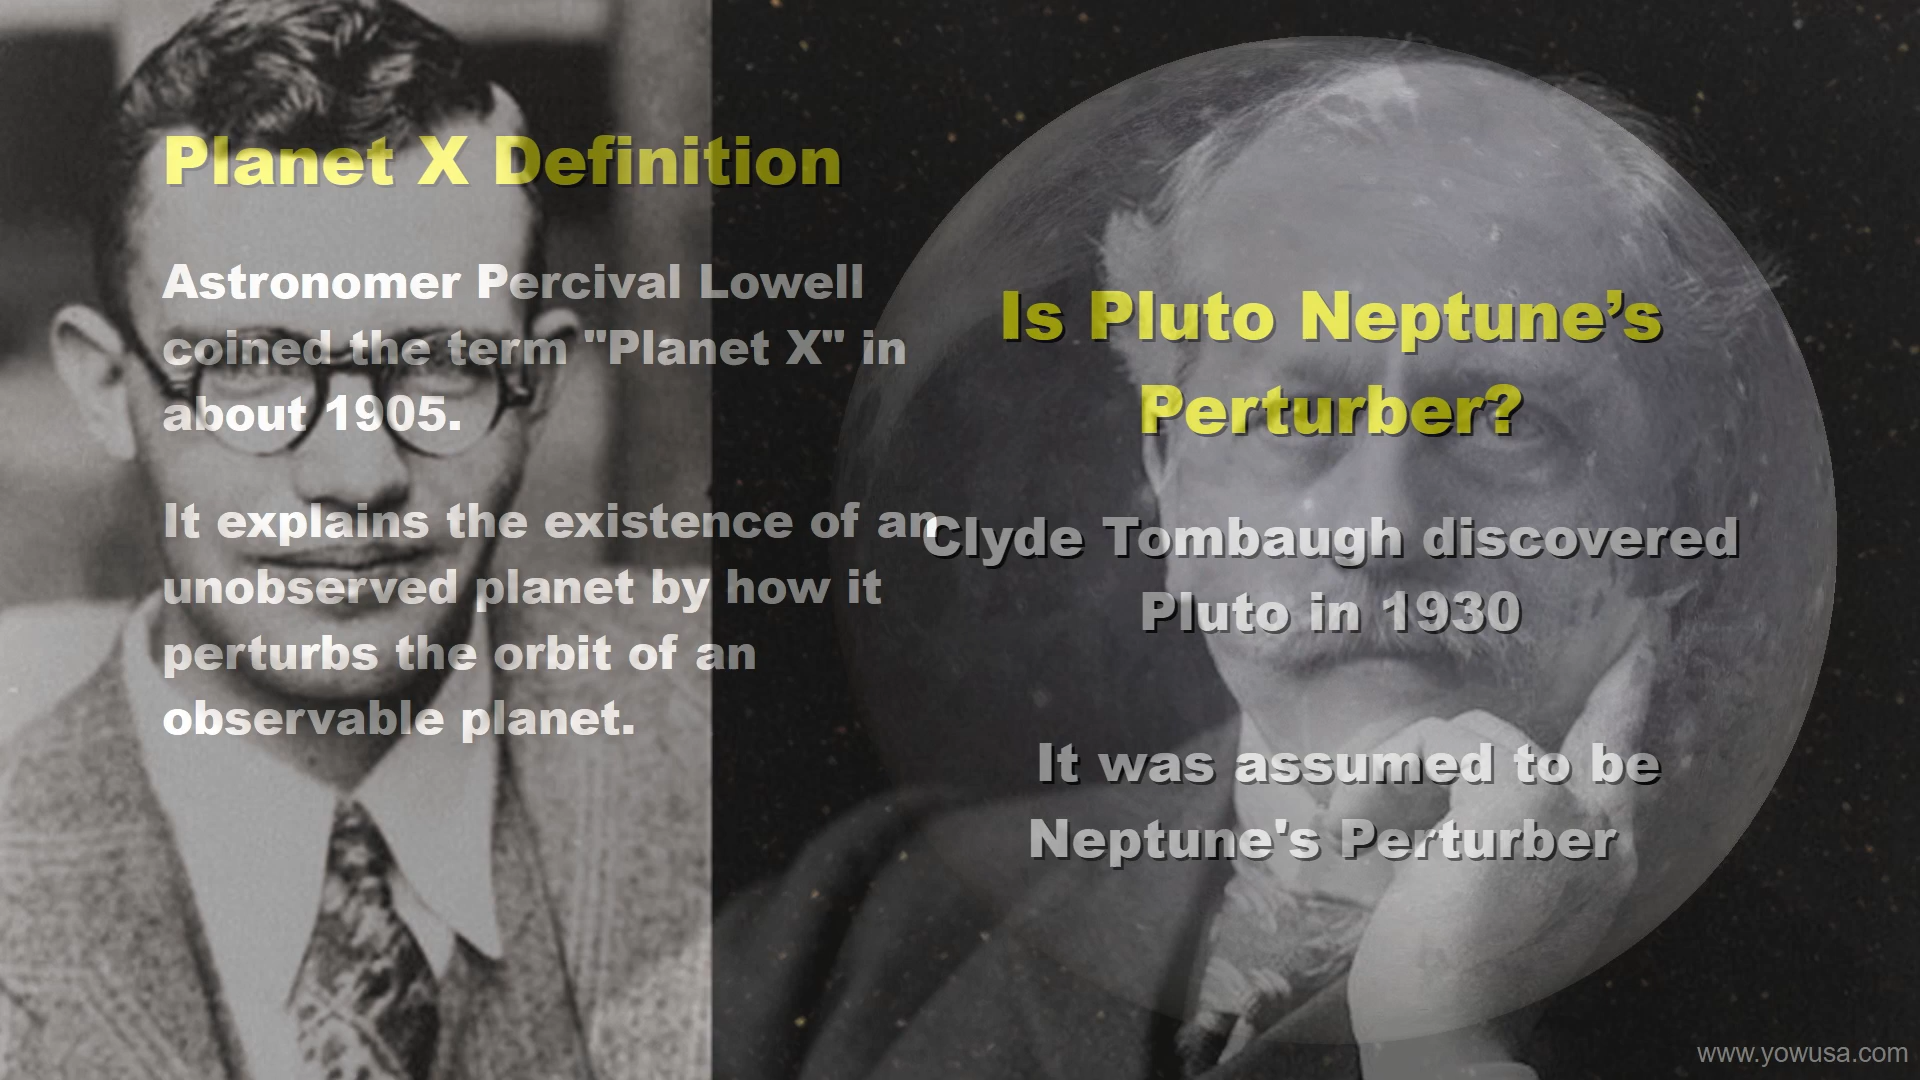 Planet X Definition
Astronomer Percival Lowell
coined the term "Planet X" in
about 1905.
It explains the existence of an
unobserved planet by how it
perturbs the orbit of an
observable planet.
Is Pluto Neptune’s
Perturber?
Clyde Tombaugh discovered
Pluto in 1930
It was assumed to be
Neptune's Perturber
www.yowusa.com